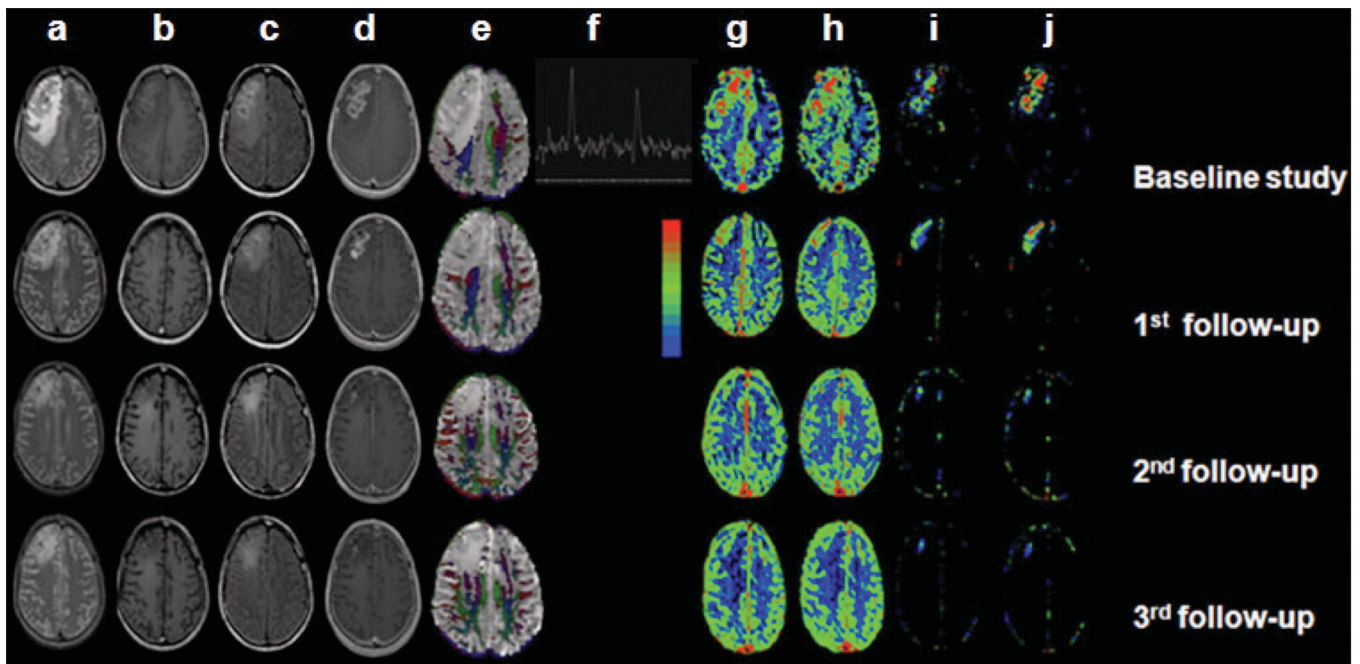 a b c d e f g h i j
Baseline study
1st follow-up
2nd follow-up
3rd follow-up